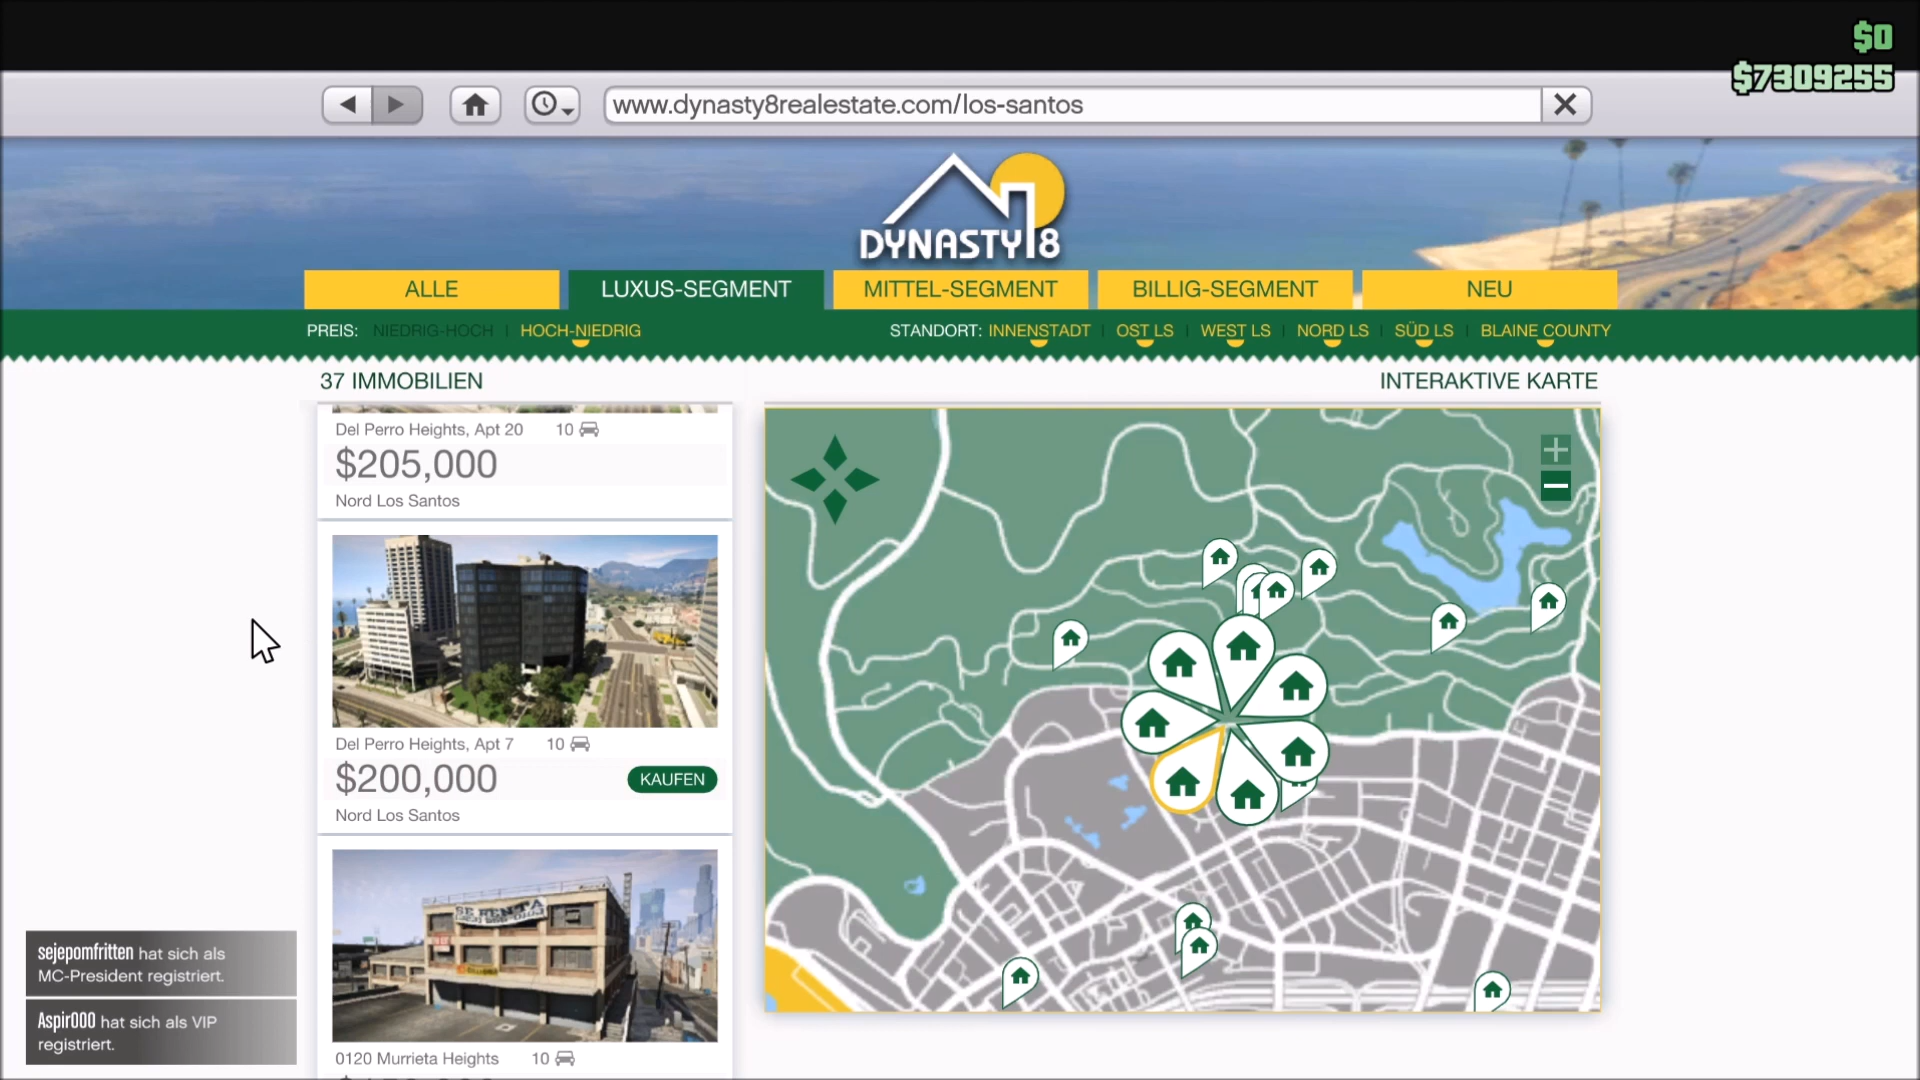 $0
$7309255
www.dynasty8realestate.com/los-santos
DYNASTY 8
ALLE
LUXUS-SEGMENT
MITTEL-SEGMENT
BILLIG-SEGMENT
NEU
PREIS: NIEDRIG-HOCH | HOCH-NIEDRIG
STANDORT: INNENSTADT | OST LS | WEST LS | NORD LS | SÜD LS | BLAINE COUNTY
37 IMMOBILIEN
INTERAKTIVE KARTE
Del Perro Heights, Apt 20 10
$205,000
Nord Los Santos
Del Perro Heights, Apt 7 10
$200,000
KAUFEN
Nord Los Santos
SE RENTA
0120 Murrieta Heights 10
sejepomfritten hat sich als
MC-President registriert.
Aspir000 hat sich als VIP
registriert.